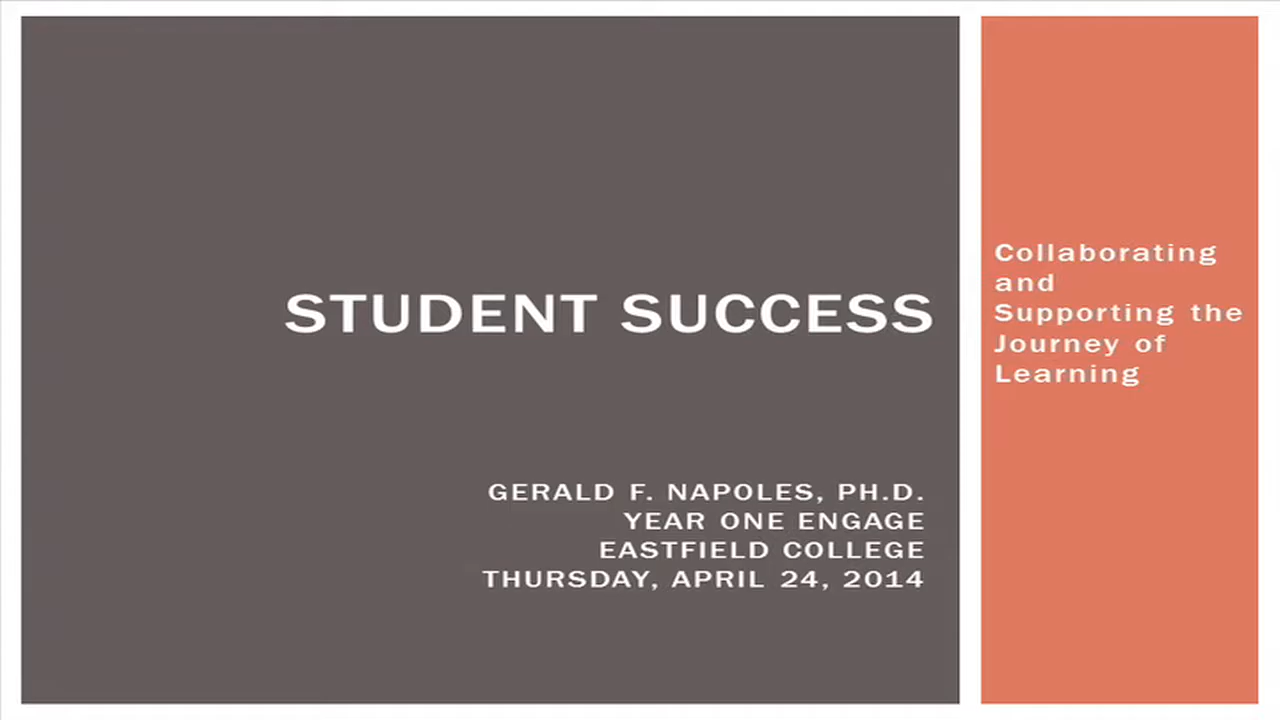 STUDENT SUCCESS
GERALD F. NAPOLES, PH.D.
YEAR ONE ENGAGE
EASTFIELD COLLEGE
THURSDAY, APRIL 24, 2014
Collaborating
and
Supporting the
Journey of
Learning